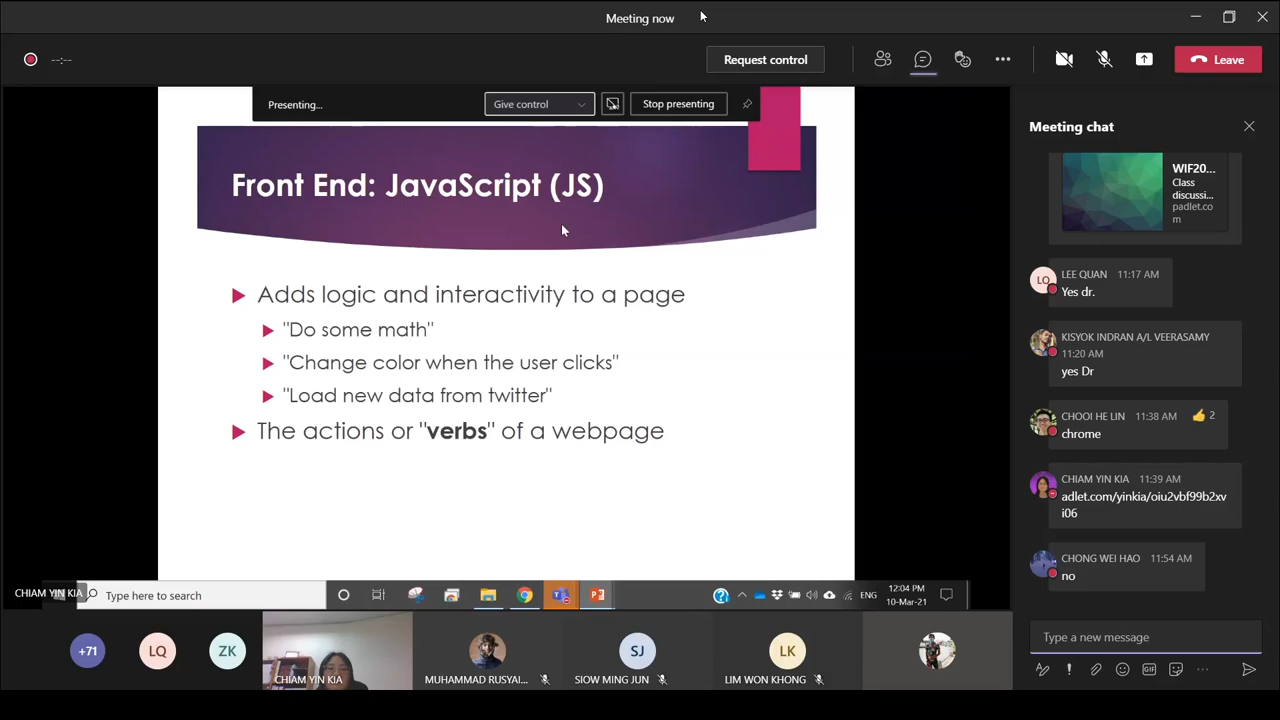 Meeting now
--:--
Request control
Leave
Presenting...
Give control
Stop presenting
Front End: JavaScript (JS)
Adds logic and interactivity to a page
"Do some math"
"Change color when the user clicks"
"Load new data from twitter"
The actions or "verbs" of a webpage
CHIAM YIN KIA
Type here to search
ENG
12:04 PM
10-Mar-21
+71
LQ
ZK
CHIAM YIN KIA
MUHAMMAD RUSYAI...
SJ
SIOW MING JUN
LK
LIM WON KHONG
Meeting chat
WIF20...
Class
discussi...
padlet.co
m
LQ
LEE QUAN 11:17 AM
Yes dr.
KISYOK INDRAN A/L VEERASAMY
11:20 AM
yes Dr
CHOOI HE LIN 11:38 AM 2
chrome
CHIAM YIN KIA 11:39 AM
adlet.com/yinkia/oiu2vbf99b2xv
i06
CHONG WEI HAO 11:54 AM
no
Type a new message
GIF